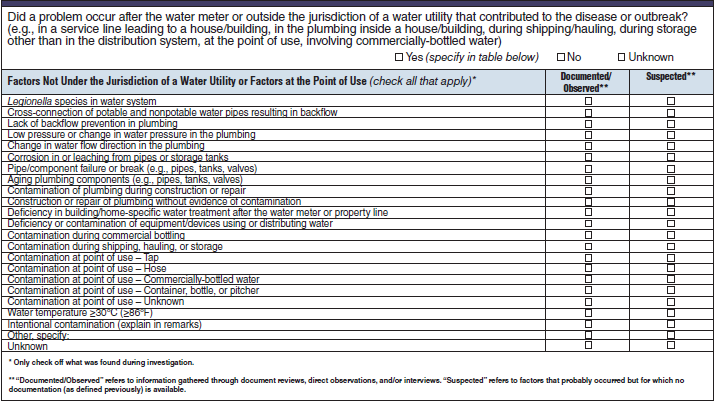 Did a problem occur after the water meter or outside the jurisdiction of a water utility that contributed to the disease or outbreak?
(e.g., in a service line leading to a house/building, in the plumbing inside a house/building, during shipping/hauling, during storage
other than in the distribution system, at the point of use, involving commercially-bottled water)
☐ Yes (specify in table below) ☐ No ☐ Unknown
Factors Not Under the Jurisdiction of a Water Utility or Factors at the Point of Use (check all that apply)* Documented/ Suspected**
Observed**
Legionella species in water system ☐ ☐
Cross-connection of potable and nonpotable water pipes resulting in backflow ☐ ☐
Lack of backflow prevention in plumbing ☐ ☐
Low pressure or change in water pressure in the plumbing ☐ ☐
Change in water flow direction in the plumbing ☐ ☐
Corrosion in or leaching from pipes or storage tanks ☐ ☐
Pipe/component failure or break (e.g., pipes, tanks, valves) ☐ ☐
Aging plumbing components (e.g., pipes, tanks, valves) ☐ ☐
Contamination of plumbing during construction or repair ☐ ☐
Construction or repair of plumbing without evidence of contamination ☐ ☐
Deficiency in building/home-specific water treatment after the water meter or property line ☐ ☐
Deficiency or contamination of equipment/devices using or distributing water ☐ ☐
Contamination during commercial bottling ☐ ☐
Contamination during shipping, hauling, or storage ☐ ☐
Contamination at point of use – Tap ☐ ☐
Contamination at point of use – Hose ☐ ☐
Contamination at point of use – Commercially-bottled water ☐ ☐
Contamination at point of use – Container, bottle, or pitcher ☐ ☐
Contamination at point of use – Unknown ☐ ☐
Water temperature ≥30°C (≥86°F) ☐ ☐
Intentional contamination (explain in remarks) ☐ ☐
Other, specify: ☐ ☐
Unknown ☐ ☐
* Only check off what was found during investigation.
**"Documented/Observed" refers to information gathered through document reviews, direct observations, and/or interviews. "Suspected" refers to factors that probably occurred but for which no
documentation (as defined previously) is available.